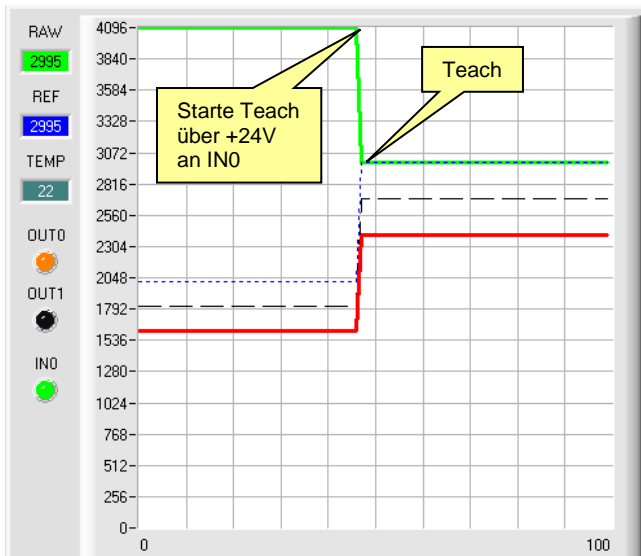 RAW
2995
REF
2995
TEMP
22
OUT0
OUT1
IN0
4096
3840
3584
3328
3072
2816
2560
2304
2048
1792
1536
1280
1024
768
512
256
0
0
100
Starte Teach
über +24V
an IN0
Teach